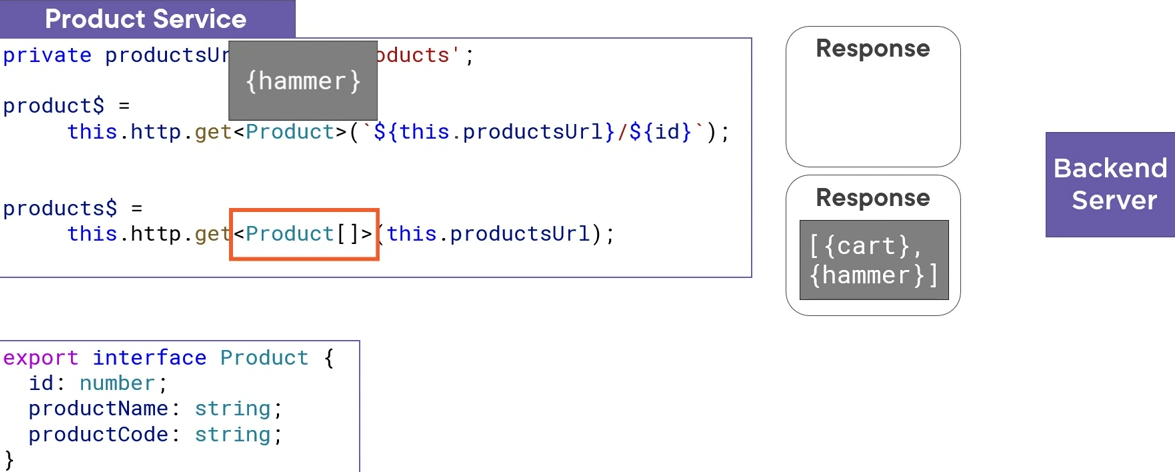 Product Service
private productsUr oducts';
{hammer}
product$ =
this.http.get<Product>(`${this.productsUrl}/${id}`);
products$ =
this.http.get<Product[]>(this.productsUrl);
Response
Response
[{cart},
{hammer}]
Backend
Server
export interface Product {
id: number;
productName: string;
productCode: string;
}